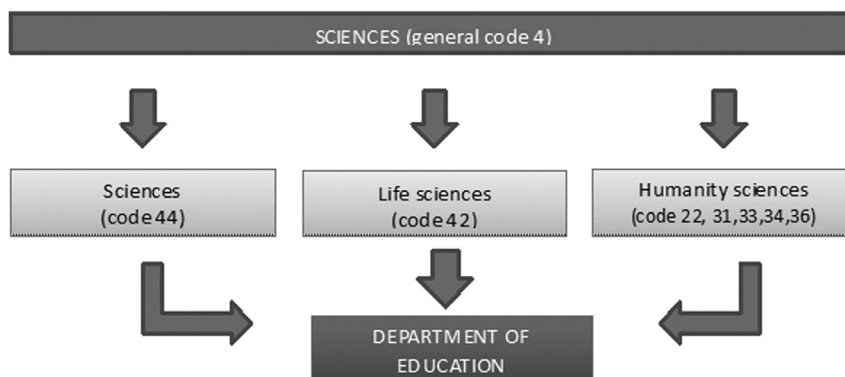 SCIENCES (general code 4)
Sciences
(code 44)
Life sciences
(code 42)
Humanity sciences
(code 22, 31,33,34,36)
DEPARTMENT OF
EDUCATION